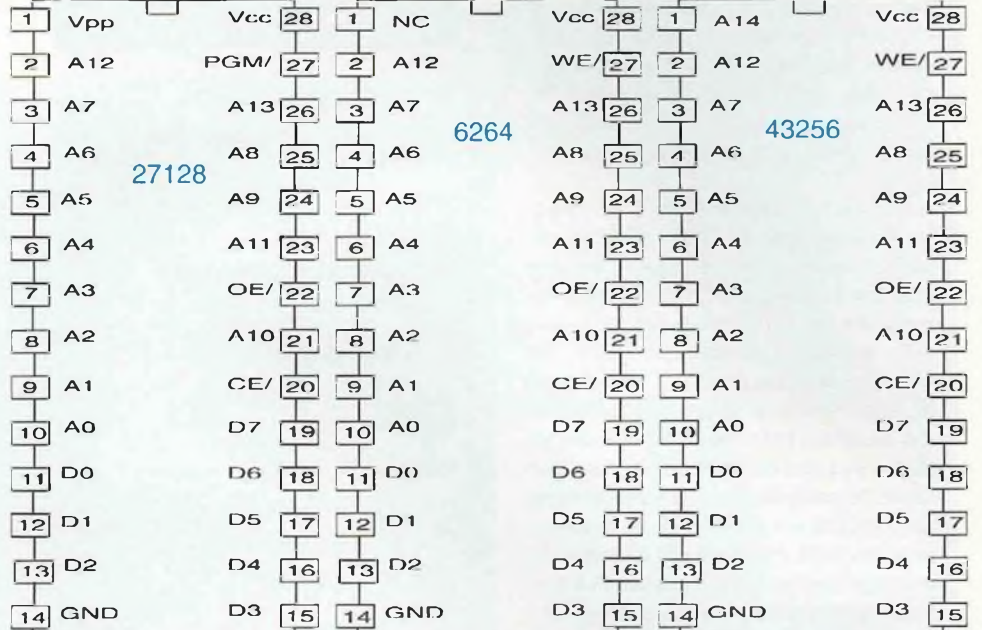 1 Vpp Vcc 28 1 NC Vcc 28 1 A14 Vcc 28
2 A12 PGM/ 27 2 A12 WE/ 27 2 A12 WE/ 27
3 A7 A13 26 3 A7 A13 26 3 A7 A13 26
27128 6264 43256
4 A6 A8 25 4 A6 A8 25 4 A6 A8 25
5 A5 A9 24 5 A5 A9 24 5 A5 A9 24
6 A4 A11 23 6 A4 A11 23 6 A4 A11 23
7 A3 OE/ 22 7 A3 OE/ 22 7 A3 OE/ 22
8 A2 A10 21 8 A2 A10 21 8 A2 A10 21
9 A1 CE/ 20 9 A1 CE/ 20 9 A1 CE/ 20
10 A0 D7 19 10 A0 D7 19 10 A0 D7 19
11 D0 D6 18 11 D0 D6 18 11 D0 D6 18
12 D1 D5 17 12 D1 D5 17 12 D1 D5 17
13 D2 D4 16 13 D2 D4 16 13 D2 D4 16
14 GND D3 15 14 GND D3 15 14 GND D3 15